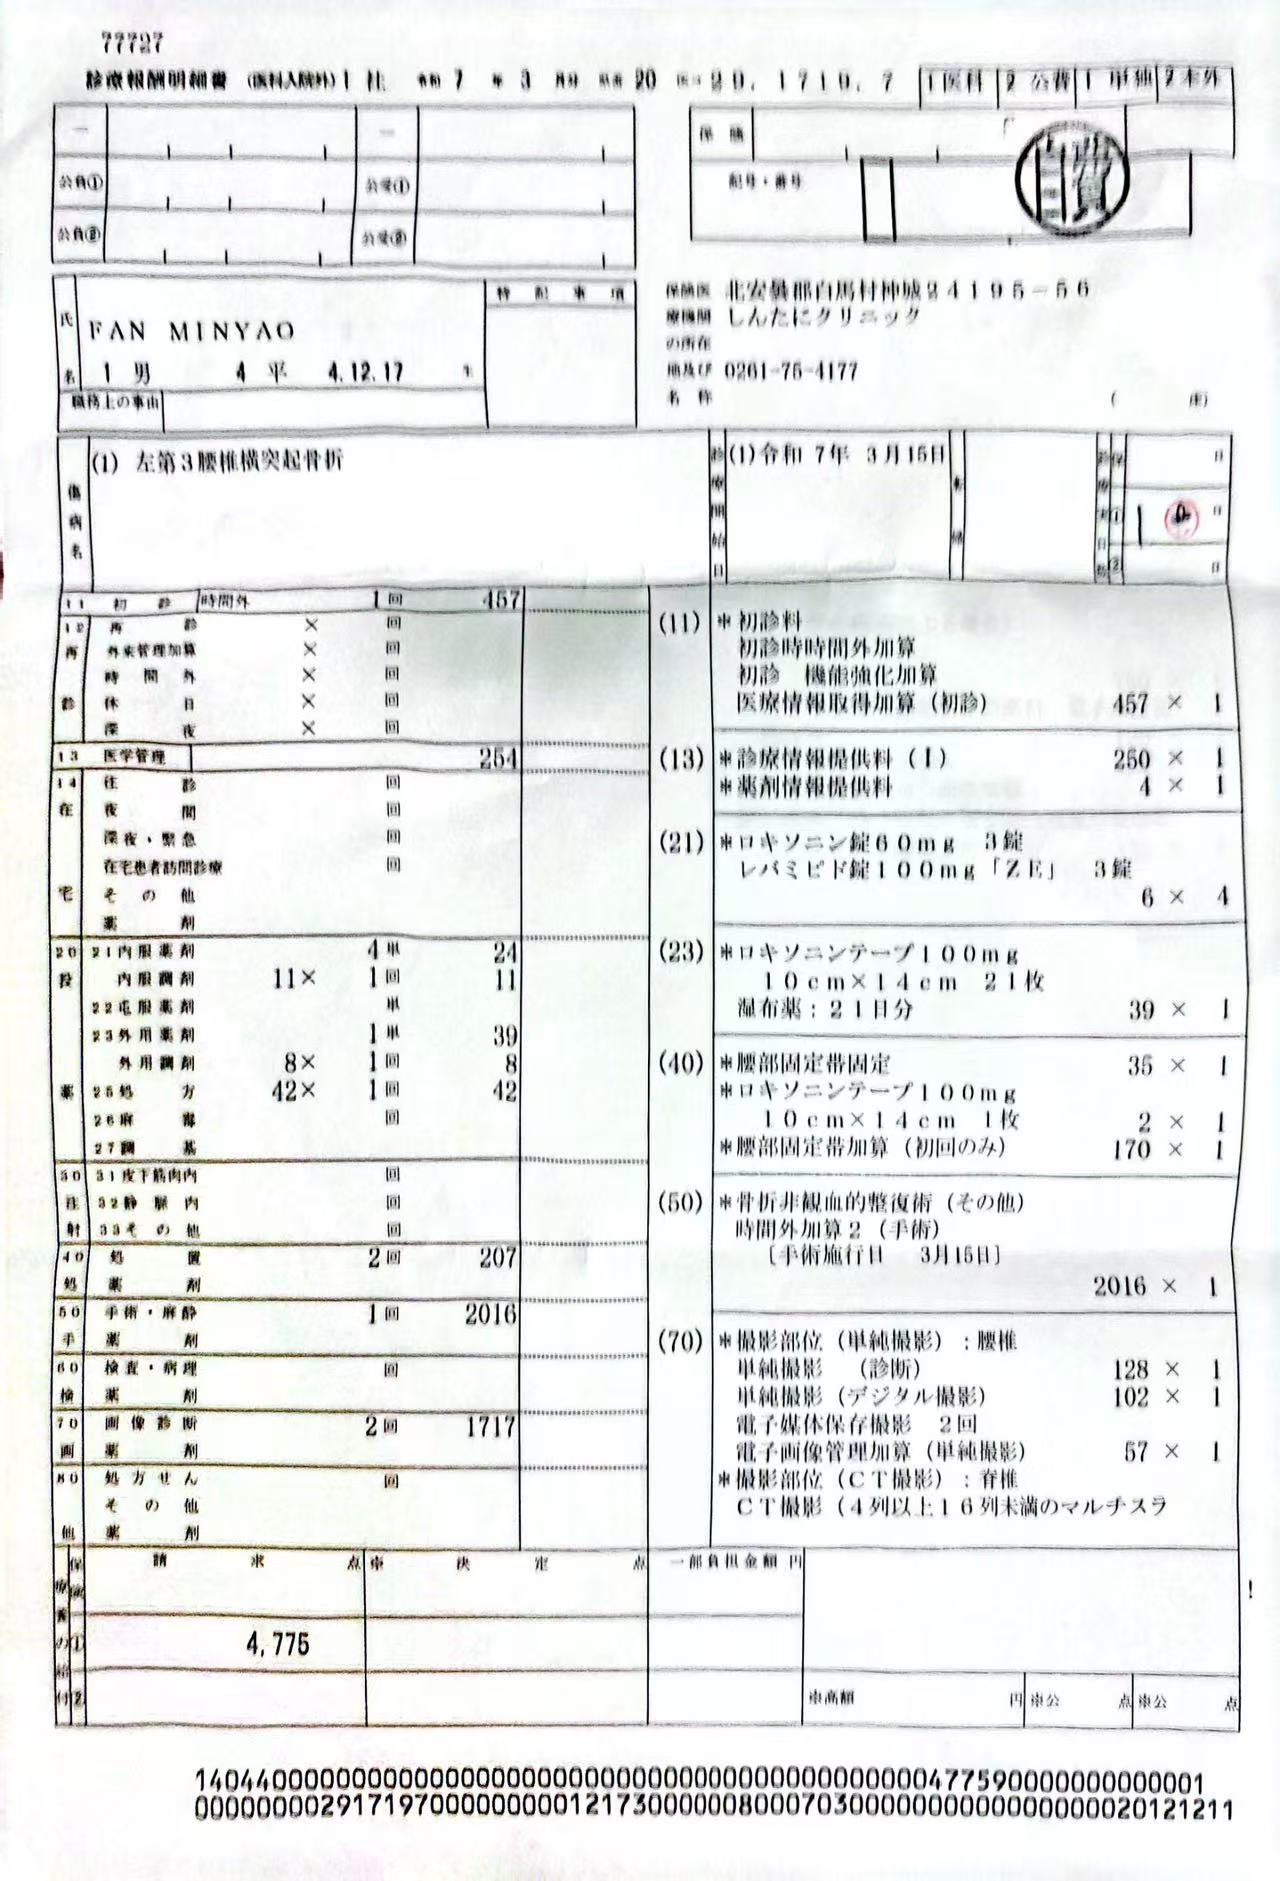 77727
診療報酬明細書 (医科入院外) 1 社 令和 7 年 3 月分 県番 20 医コ 29, 1719, 7 1 医科 2 公費 1 単独 2 本外
保 険
公負① 公受①
記号・番号
自費
公負② 公受②
特 記 事 項
氏 名
FAN MINYAO
1 男 4 平 4.12.17 生
職務上の事由
保険医療機関の所在地及び名称
北安曇郡白馬村神城24195-56
しんたにクリニック
0261-75-4177
( 床)
傷病名
(1) 左第3腰椎横突起骨折
診療開始日
(1)令和 7年 3月15日
転帰
診療実日数
保 日
① 1 日
② 日
11 初 診 時間外 1回 457
12 再 診 × 回
再 外来管理加算 × 回
時 間 外 × 回
診 休 日 × 回
深 夜 × 回
13 医学管理 254
14 往 診 回
在 夜 間 回
深夜・緊急 回
在宅患者訪問診療 回
宅 そ の 他
薬 剤
20 21内服薬剤 4単 24
投 内服調剤 11× 1回 11
22屯服薬剤 単
23外用薬剤 1単 39
外用調剤 8× 1回 8
薬 25処 方 42× 1回 42
26麻 毒 回
27調 基
30 31皮下筋肉内 回
注 32静 脈 内 回
射 33そ の 他 回
40 処 置 2回 207
処 薬 剤
50 手術・麻酔 1回 2016
手 薬 剤
60 検査・病理 回
検 薬 剤
70 画像診断 2回 1717
画 薬 剤
80 処方せん 回
そ の 他
他 薬 剤
(11) *初診料
初診時時間外加算
初診 機能強化加算
医療情報取得加算(初診) 457 × 1
(13) *診療情報提供料(I) 250 × 1
*薬剤情報提供料 4 × 1
(21) *ロキソニン錠60mg 3錠
レバミピド錠100mg「ZE」 3錠
6 × 4
(23) *ロキソニンテープ100mg
10cm×14cm 21枚
湿布薬:21日分 39 × 1
(40) *腰部固定帯固定 35 × 1
*ロキソニンテープ100mg
10cm×14cm 1枚 2 × 1
*腰部固定帯加算(初回のみ) 170 × 1
(50) *骨折非観血的整復術(その他)
時間外加算2(手術)
[手術施行日 3月15日]
2016 × 1
(70) *撮影部位(単純撮影):腰椎
単純撮影 (診断) 128 × 1
単純撮影(デジタル撮影) 102 × 1
電子媒体保存撮影 2回
電子画像管理加算(単純撮影) 57 × 1
*撮影部位(CT撮影):脊椎
CT撮影(4列以上16列未満のマルチスラ
療養の給付
保険 請 求 点 ※ 決 定 点 一部負担金額 円
① 4,775
② ※高額 円 ※公 点 ※公 点